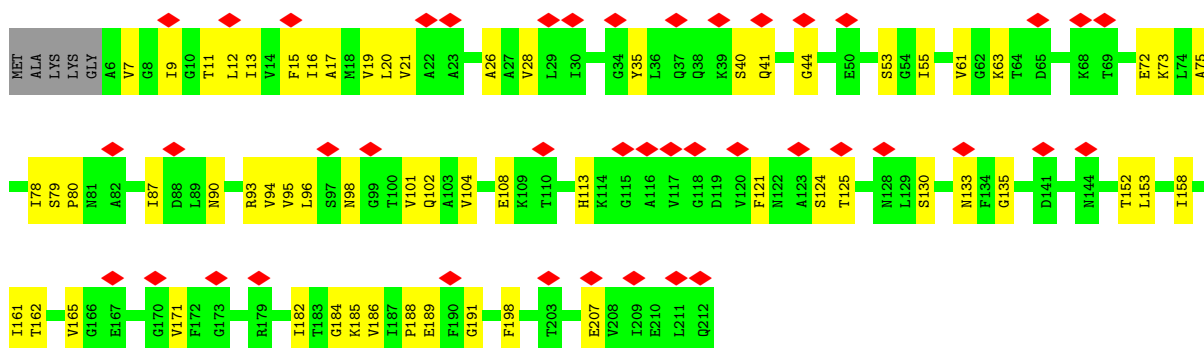 MET ALA LYS LYS GLY A6 V7 G8 I9 G10 T11 L12 I13 V14 F15 I16 A17 M18 V19 L20 V21 A22 A23 A26 A27 V28 L29 I30 G34 Y35 L36 Q37 Q38 K39 S40 Q41 G44 E50 S53 G54 I55 V61 G62 K63 T64 D65 K68 T69 E72 K73 L74 A75
I78 S79 P80 N81 A82 I87 D88 L89 N90 R93 V94 V95 L96 S97 N98 G99 T100 V101 Q102 A103 V104 E108 K109 T110 H113 K114 G115 A116 V117 G118 D119 V120 F121 N122 A123 S124 T125 N128 L129 S130 N133 F134 G135 D141 N144 T152 L153 I158
I161 T162 V165 G166 E167 G170 V171 F172 G173 R179 I182 T183 G184 K185 V186 I187 P188 E189 F190 G191 F198 T203 E207 V208 I209 E210 L211 Q212